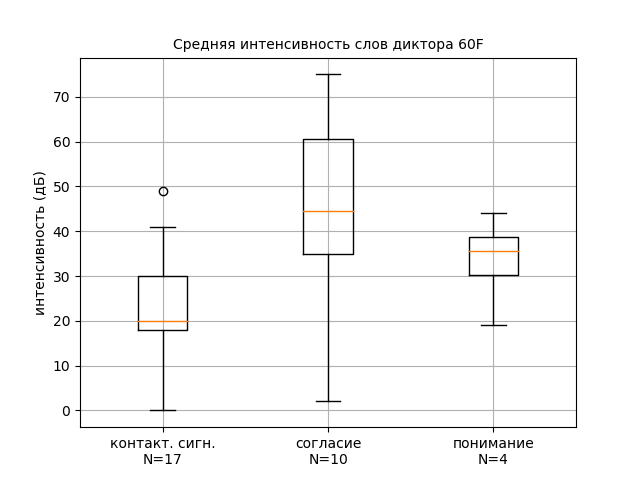 Средняя интенсивность слов диктора 60F
интенсивность (дБ)
70
60
50
40
30
20
10
0
контакт. сигн.
N=17
согласие
N=10
понимание
N=4